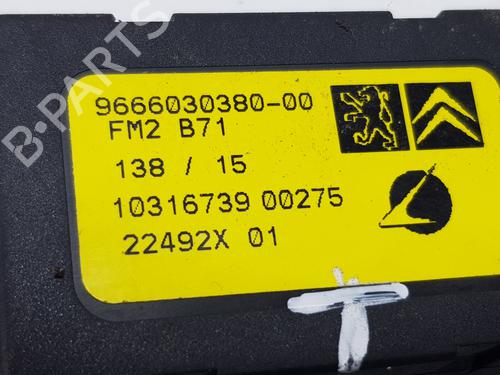 B-PARTS
9666030380-00
FM2 B71
138 / 15
10316739 00275
22492X 01
T